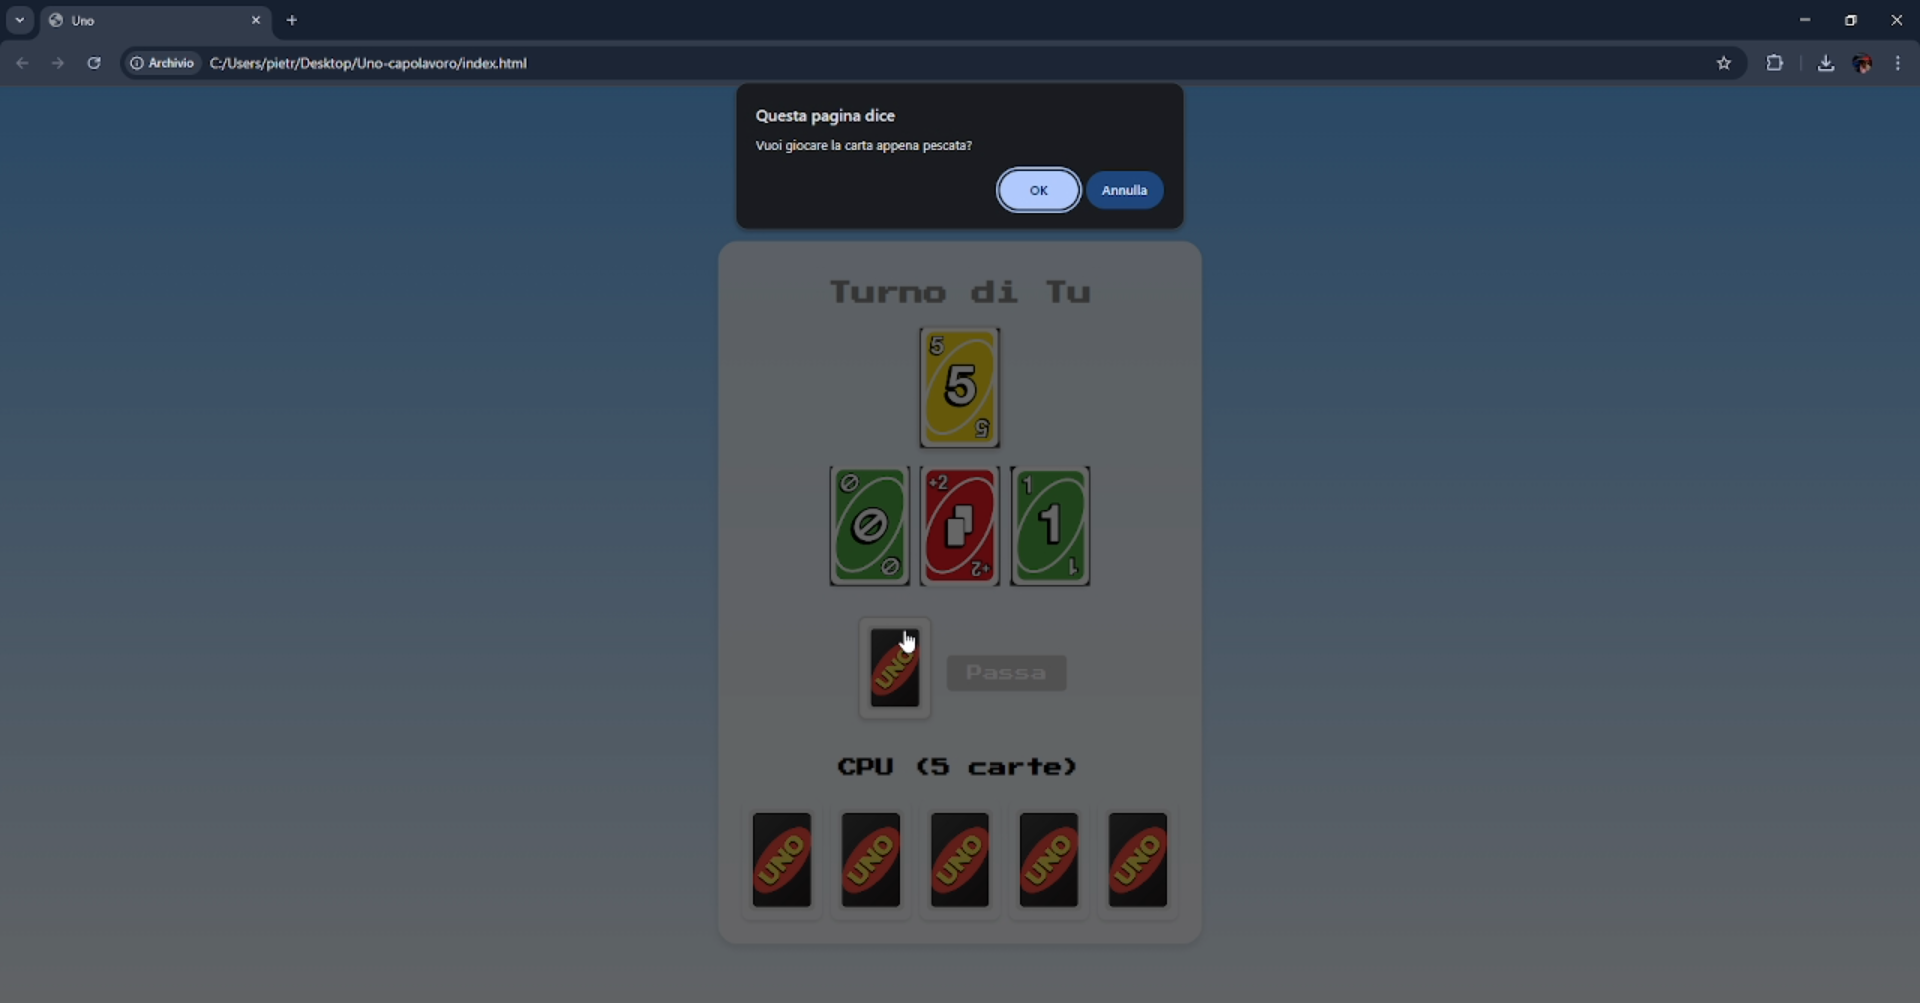 Uno
Archivio
C:/Users/pietr/Desktop/Uno-capolavoro/index.html
Questa pagina dice
Vuoi giocare la carta appena pescata?
OK
Annulla
Turno di Tu
5
5
5
+2
+2
1
1
1
UNO
Passa
CPU (5 carte)
UNO
UNO
UNO
UNO
UNO